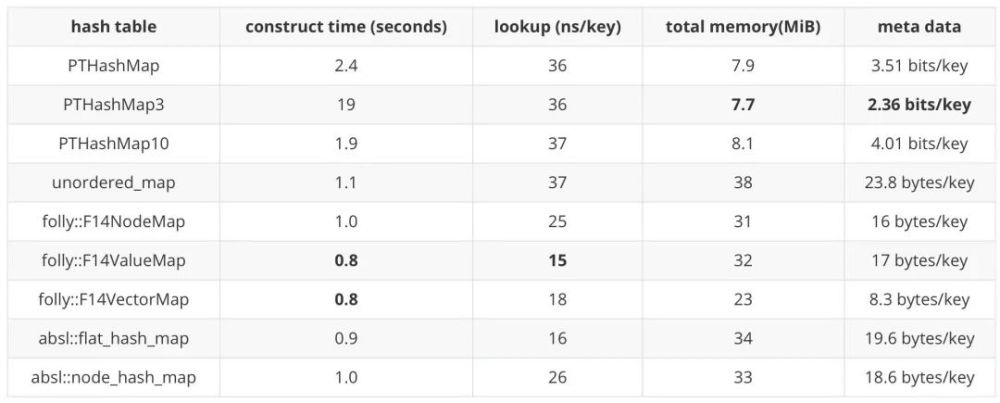 hash table construct time (seconds) lookup (ns/key) total memory(MiB) meta data
PTHashMap 2.4 36 7.9 3.51 bits/key
PTHashMap3 19 36 7.7 2.36 bits/key
PTHashMap10 1.9 37 8.1 4.01 bits/key
unordered_map 1.1 37 38 23.8 bytes/key
folly::F14NodeMap 1.0 25 31 16 bytes/key
folly::F14ValueMap 0.8 15 32 17 bytes/key
folly::F14VectorMap 0.8 18 23 8.3 bytes/key
absl::flat_hash_map 0.9 16 34 19.6 bytes/key
absl::node_hash_map 1.0 26 33 18.6 bytes/key